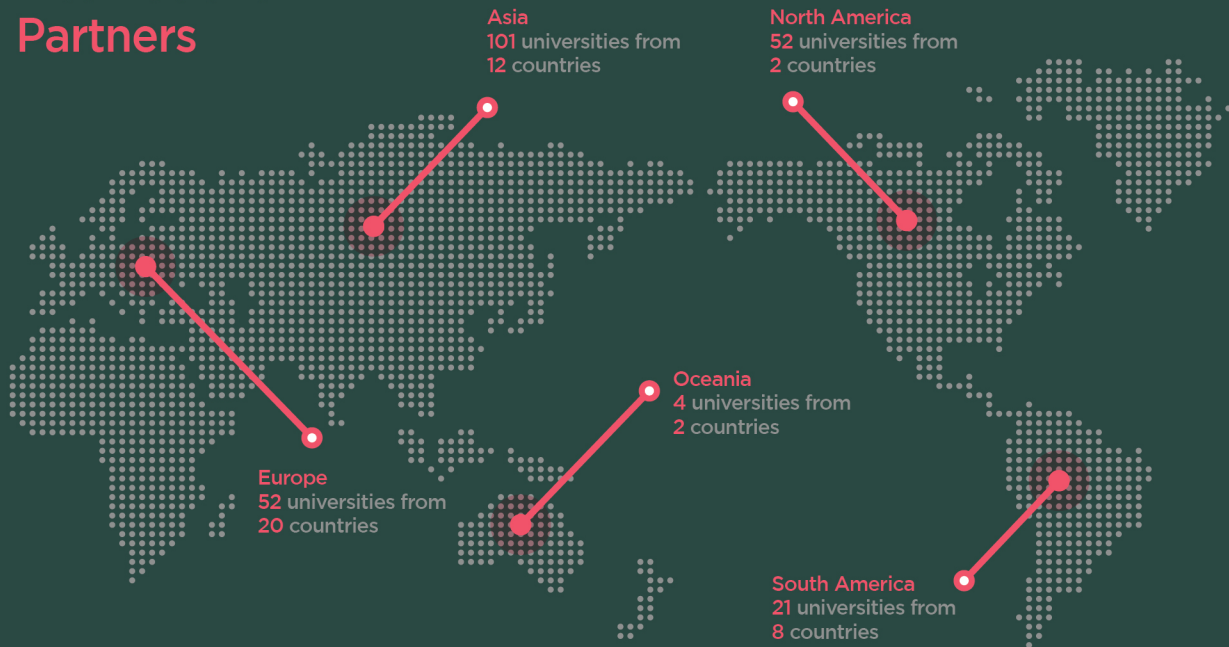 Partners
Asia
101 universities from
12 countries
North America
52 universities from
2 countries
Oceania
4 universities from
2 countries
Europe
52 universities from
20 countries
South America
21 universities from
8 countries